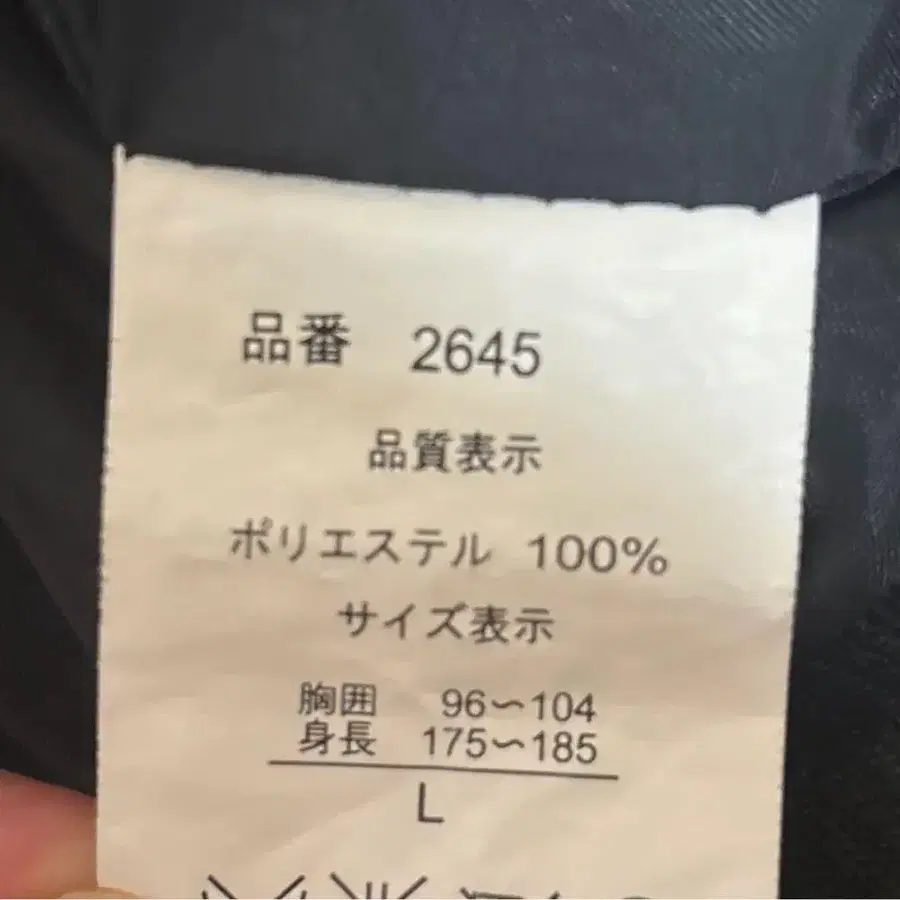 品番 2645
品質表示
ポリエステル 100%
サイズ表示
胸囲 96〜104
身長 175〜185
L